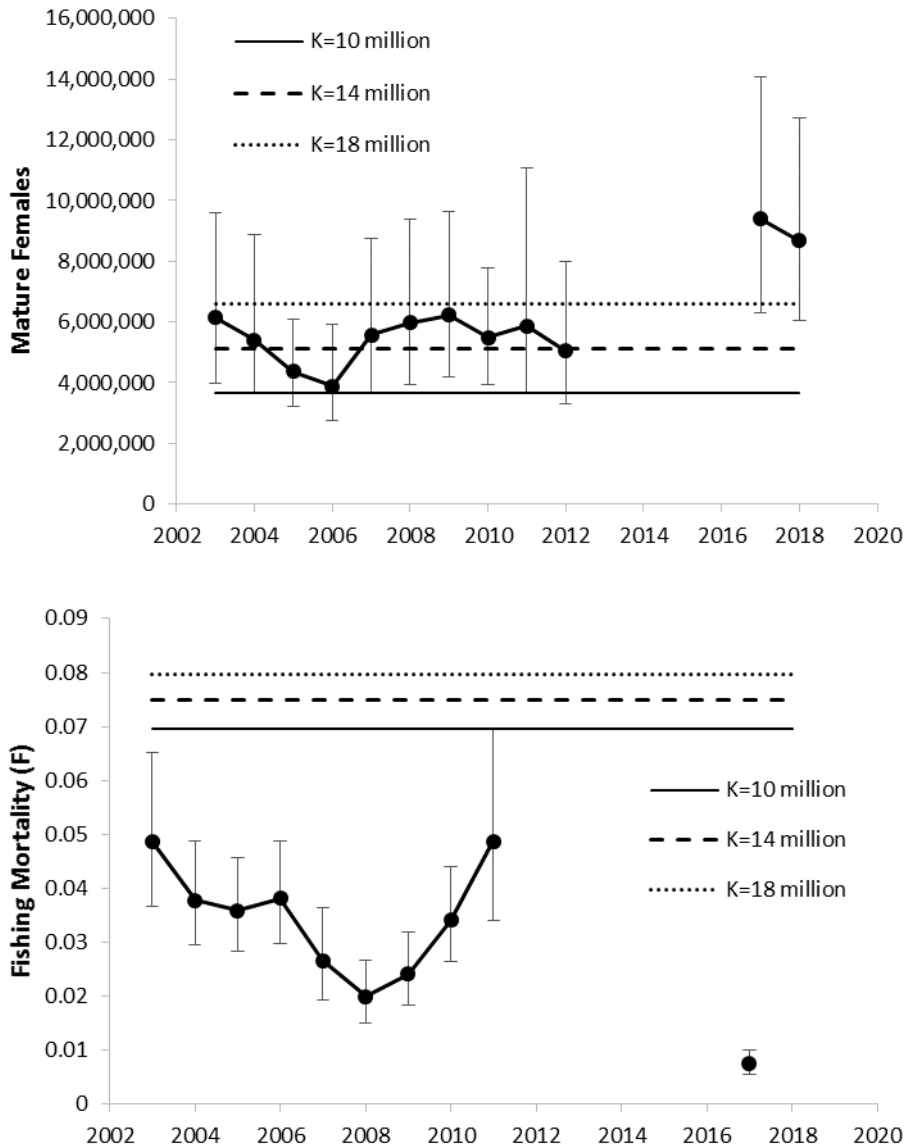 16,000,000
14,000,000
12,000,000
10,000,000
8,000,000
6,000,000
4,000,000
2,000,000
0
Mature Females
K=10 million
K=14 million
K=18 million
2002 2004 2006 2008 2010 2012 2014 2016 2018 2020
0.09
0.08
0.07
0.06
0.05
0.04
0.03
0.02
0.01
0
Fishing Mortality (F)
K=10 million
K=14 million
K=18 million
2002 2004 2006 2008 2010 2012 2014 2016 2018 2020